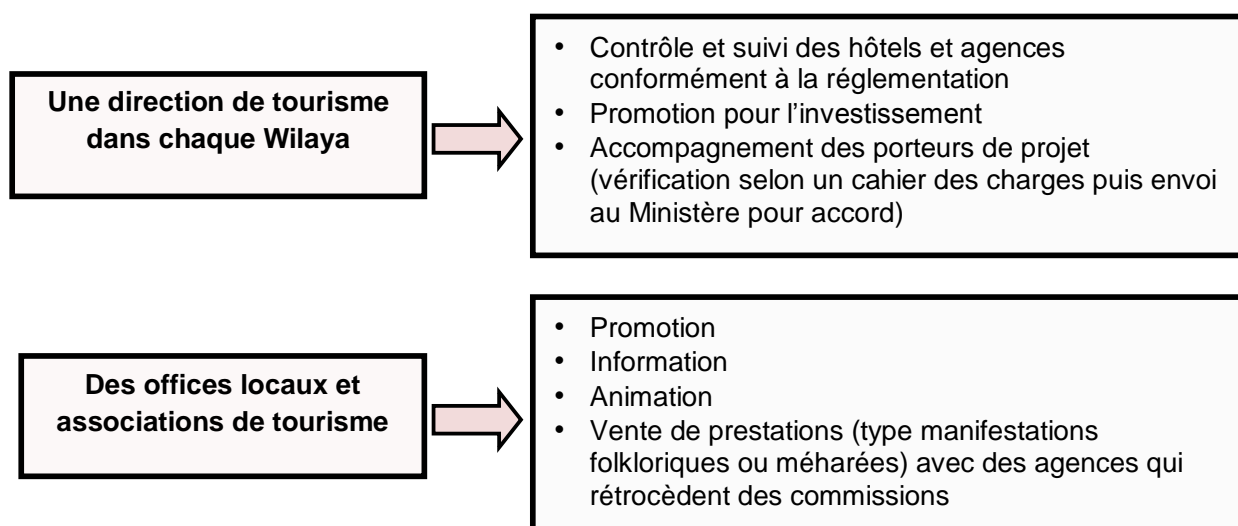 Une direction de tourisme
dans chaque Wilaya
• Contrôle et suivi des hôtels et agences
conformément à la réglementation
• Promotion pour l’investissement
• Accompagnement des porteurs de projet
(vérification selon un cahier des charges puis envoi
au Ministère pour accord)
Des offices locaux et
associations de tourisme
• Promotion
• Information
• Animation
• Vente de prestations (type manifestations
folkloriques ou méharées) avec des agences qui
rétrocèdent des commissions